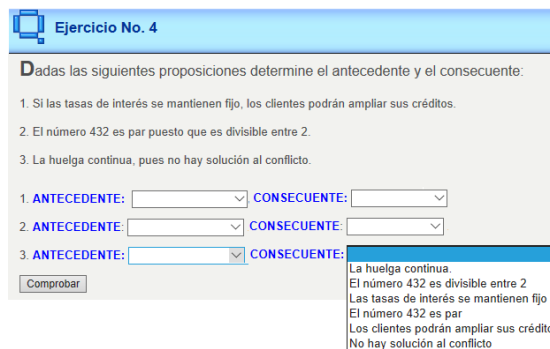 Ejercicio No. 4
Dadas las siguientes proposiciones determine el antecedente y el consecuente:
1. Si las tasas de interés se mantienen fijo, los clientes podrán ampliar sus créditos.
2. El número 432 es par puesto que es divisible entre 2.
3. La huelga continua, pues no hay solución al conflicto.
1. ANTECEDENTE: . CONSECUENTE:
2. ANTECEDENTE: CONSECUENTE:
3. ANTECEDENTE: CONSECUENTE:
Comprobar
La huelga continua.
El número 432 es divisible entre 2
Las tasas de interés se mantienen fijo
El número 432 es par
Los clientes podrán ampliar sus crédito
No hay solución al conflicto